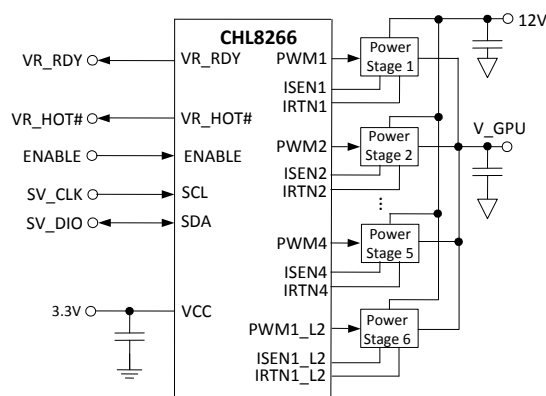 CHL8266
12V
VR_RDY
VR_RDY
PWM1
Power
Stage 1
ISEN1
IRTN1
VR_HOT#
VR_HOT#
V_GPU
ENABLE
ENABLE
PWM2
Power
Stage 2
ISEN2
IRTN2
SV_CLK
SCL
SV_DIO
SDA
...
PWM4
Power
Stage 5
ISEN4
IRTN4
3.3V
VCC
PWM1_L2
Power
Stage 6
ISEN1_L2
IRTN1_L2